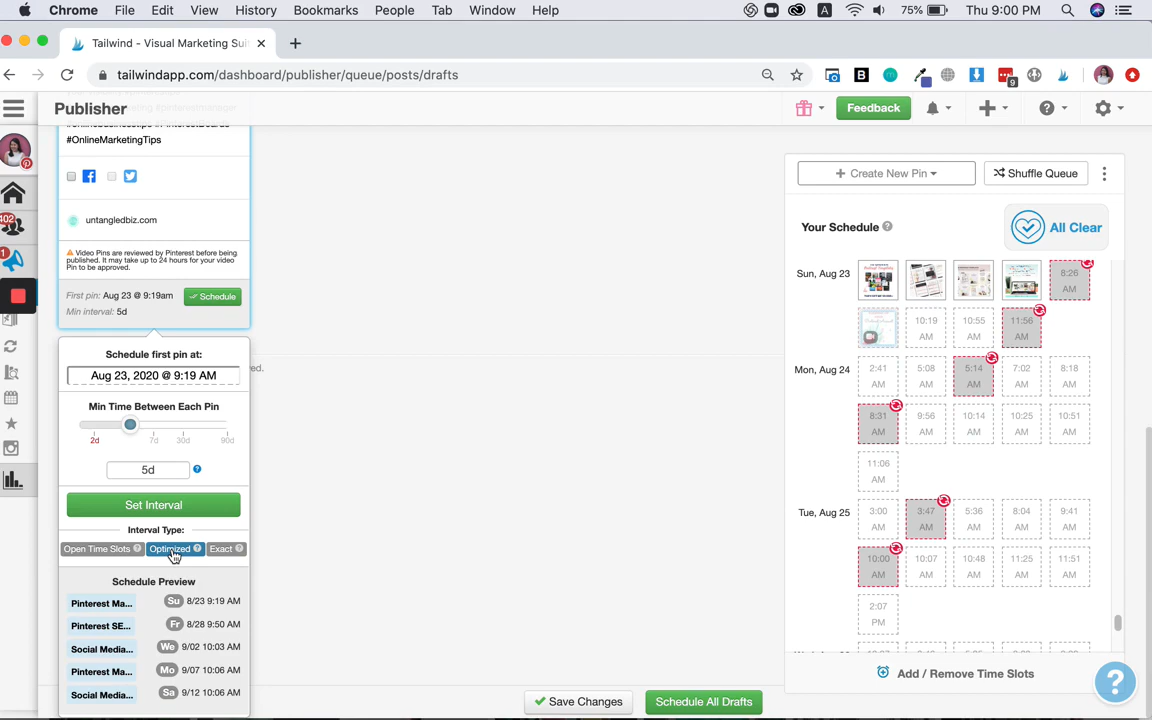 Chrome File Edit View History Bookmarks People Tab Window Help A 75% Thu 9:00 PM
Tailwind - Visual Marketing Sui
tailwindapp.com/dashboard/publisher/queue/posts/drafts
B 9
Publisher
Feedback
#OnlineMarketingTips
untangledbiz.com
Video Pins are reviewed by Pinterest before being
published. It may take up to 24 hours for your video
Pin to be approved.
First pin: Aug 23 @ 9:19am
Schedule
Min interval: 5d
Schedule first pin at:
Aug 23, 2020 @ 9:19 AM
ed.
Min Time Between Each Pin
2d 7d 30d 90d
5d
Set Interval
Interval Type:
Open Time Slots Optimized Exact
Schedule Preview
Pinterest Ma... Su 8/23 9:19 AM
Pinterest SE... Fr 8/28 9:50 AM
Social Media... We 9/02 10:03 AM
Pinterest Ma... Mo 9/07 10:06 AM
Social Media... Sa 9/12 10:06 AM
Save Changes
Schedule All Drafts
402
1
Create New Pin
Shuffle Queue
Your Schedule
All Clear
Sun, Aug 23
8:26
AM
10:19 10:55 11:56
AM AM AM
Mon, Aug 24
2:41 5:08 5:14 7:02 8:18
AM AM AM AM AM
8:31 9:56 10:14 10:25 10:51
AM AM AM AM AM
11:06
AM
Tue, Aug 25
3:00 3:47 5:36 8:04 9:41
AM AM AM AM AM
10:00 10:07 10:48 11:25 11:51
AM AM AM AM AM
2:07
PM
Add / Remove Time Slots